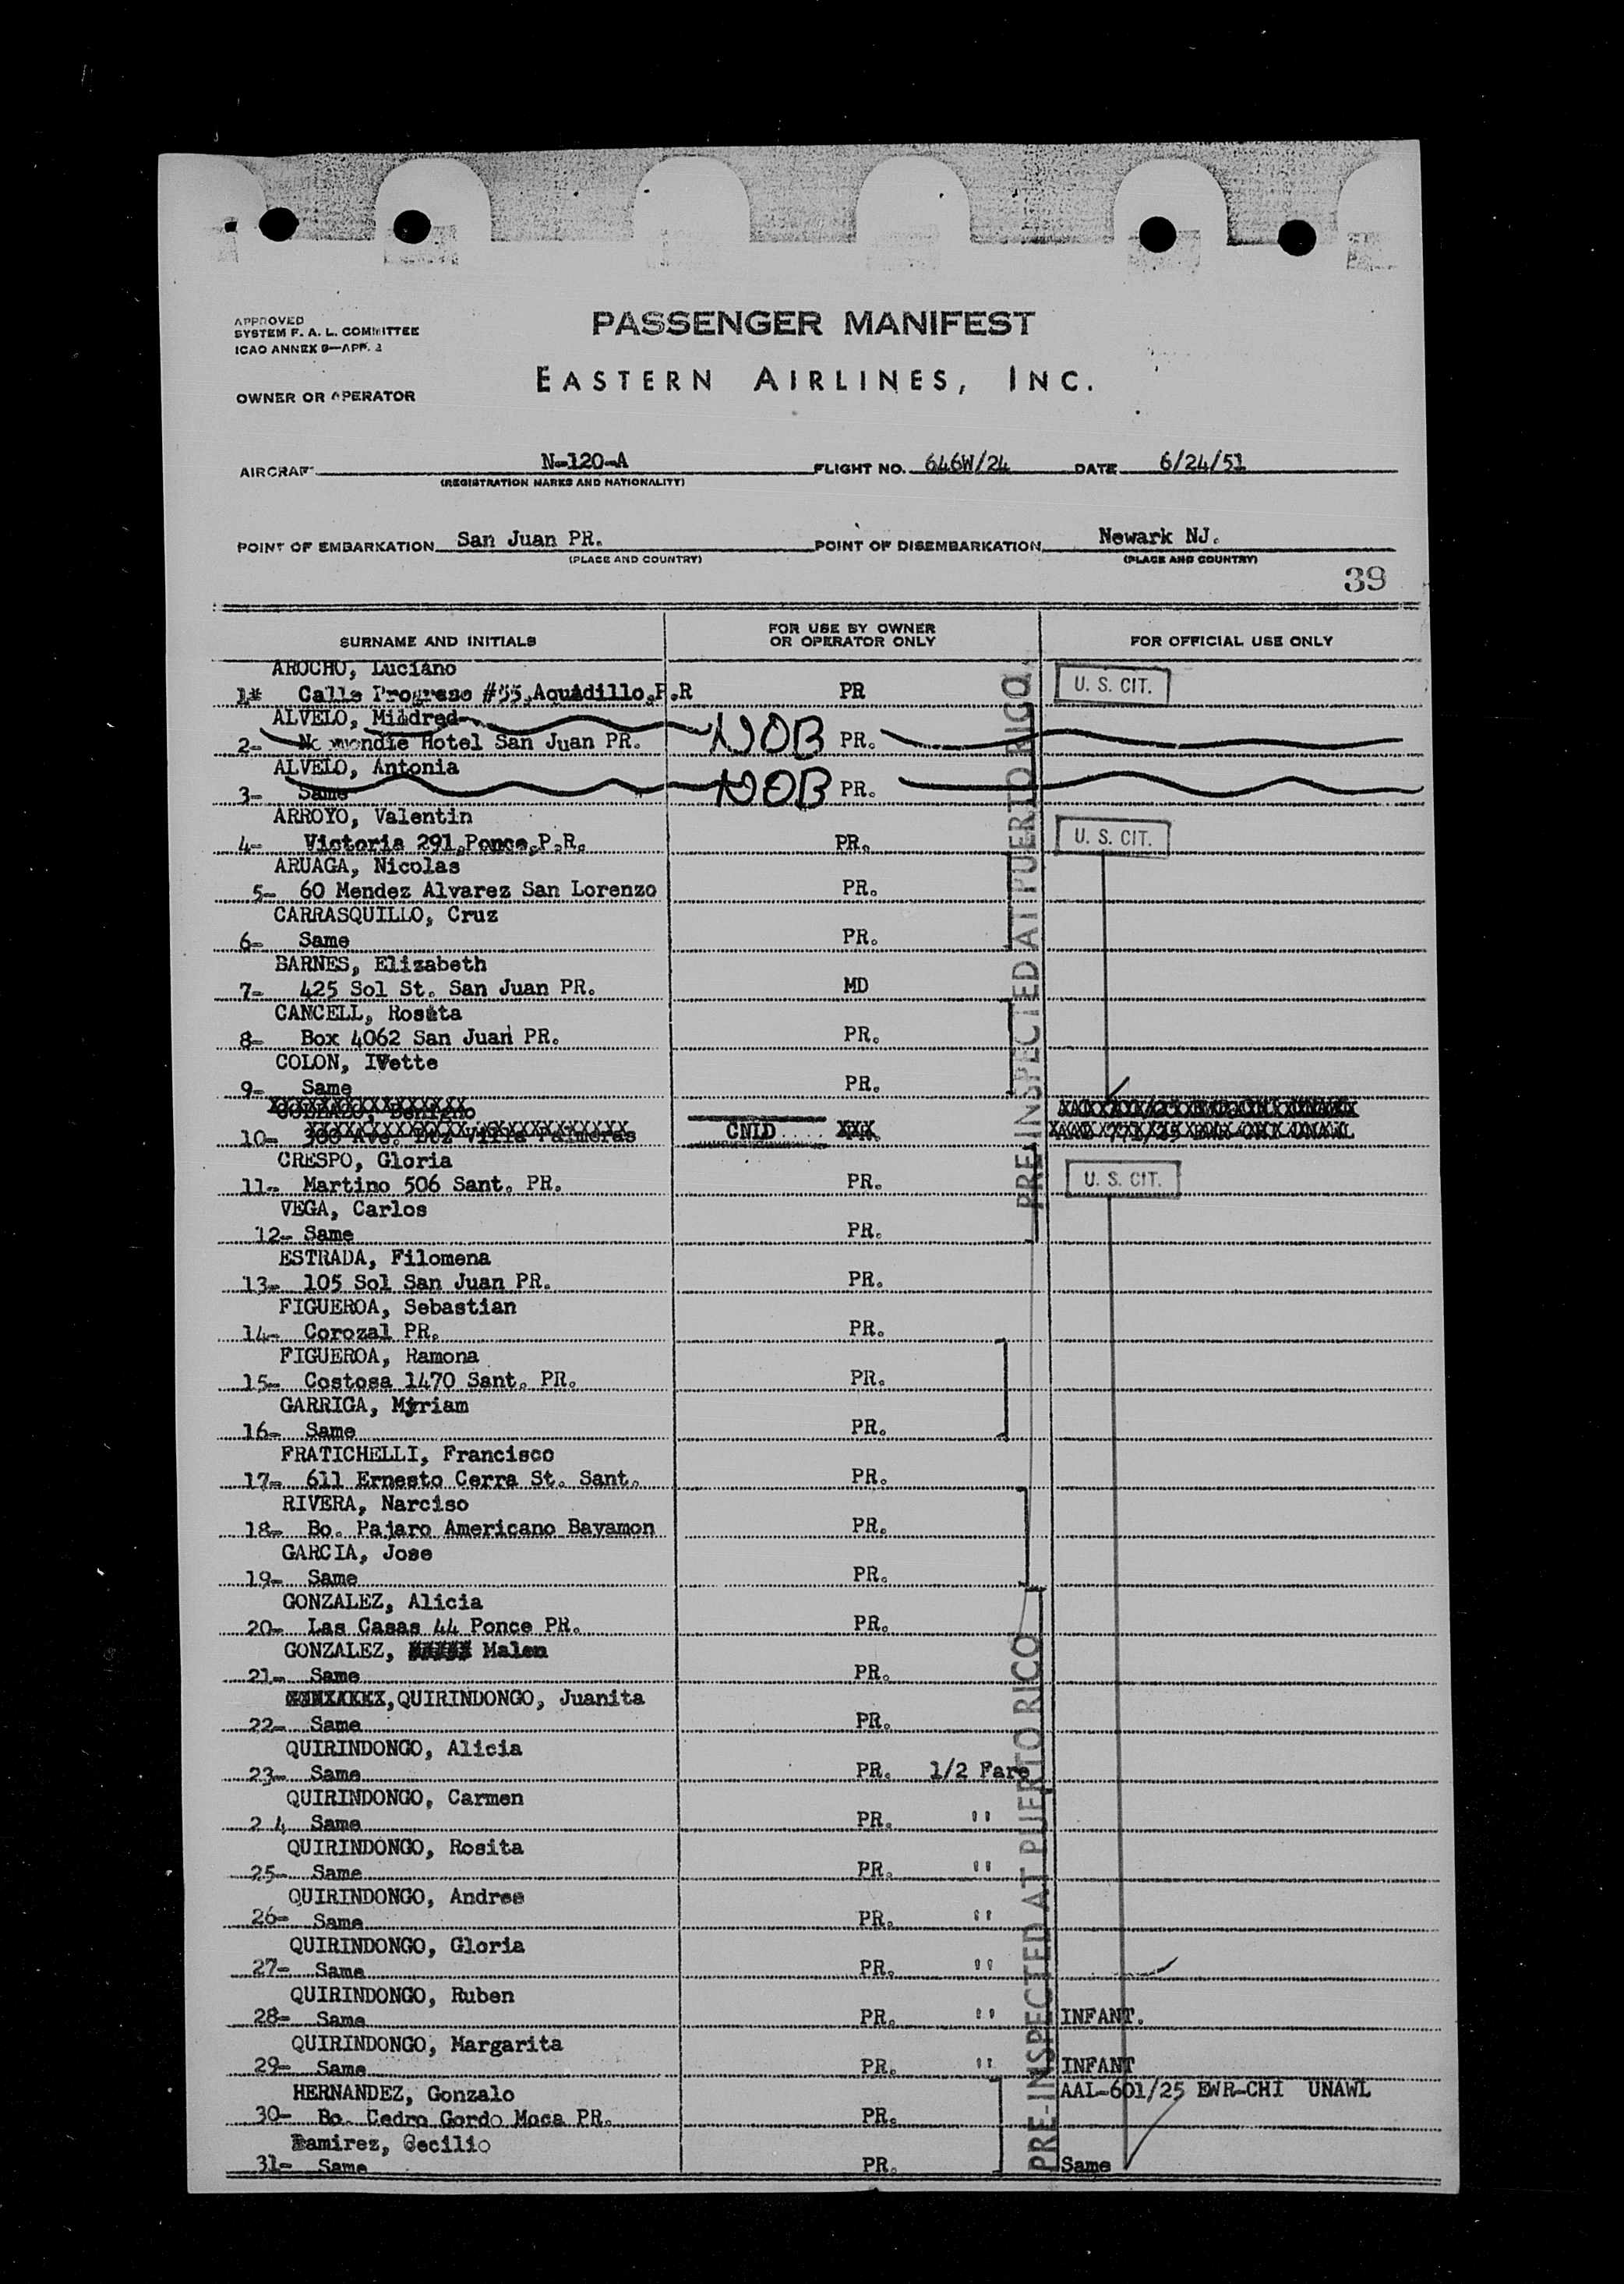 APPROVED
SYSTEM F. A. L. COMMITTEE
ICAO ANNEX 9—APP. 2
PASSENGER MANIFEST
EASTERN AIRLINES, INC.
OWNER OR OPERATOR
AIRCRAFT N-120-A FLIGHT NO. 646W/24 DATE 6/24/51
(REGISTRATION MARKS AND NATIONALITY)
POINT OF EMBARKATION San Juan PR. POINT OF DISEMBARKATION Newark NJ.
(PLACE AND COUNTRY) (PLACE AND COUNTRY)
39
SURNAME AND INITIALS FOR USE BY OWNER OR OPERATOR ONLY FOR OFFICIAL USE ONLY
AROCHO, Luciano
1* Calle Progreso #55,Aquadillo,P.R PR U. S. CIT.
ALVELO, Mildred
2- Hotel San Juan PR. NOB PR.
ALVELO, Antonia
3- Same NOB PR.
ARROYO, Valentin
4- Victoria 291,Ponce,P.R. PR. U. S. CIT.
ARUAGA, Nicolas
5- 60 Mendez Alvarez San Lorenzo PR.
CARRASQUILLO, Cruz
6- Same PR.
BARNES, Elizabeth
7- 425 Sol St. San Juan PR. MD
CANCELL, Rosita
8- Box 4062 San Juan PR. PR.
COLON, IVette
9- Same PR.
10- CNLD
CRESPO, Gloria
11- Martino 506 Sant. PR. PR. U. S. CIT.
VEGA, Carlos
12- Same PR.
ESTRADA, Filomena
13- 105 Sol San Juan PR. PR.
FIGUEROA, Sebastian
14- Corozal PR. PR.
FIGUEROA, Ramona
15- Costosa 1470 Sant. PR. PR.
GARRIGA, Myriam
16- Same PR.
FRATICHELLI, Francisco
17- 611 Ernesto Cerra St. Sant. PR.
RIVERA, Narciso
18- Bo. Pajaro Americano Bayamon PR.
GARCIA, Jose
19- Same PR.
GONZALEZ, Alicia
20- Las Casas 44 Ponce PR. PR.
GONZALEZ, Malen
21- Same PR.
QUIRINDONGO, Juanita
22- Same PR.
QUIRINDONGO, Alicia
23- Same PR. 1/2 Fare
QUIRINDONGO, Carmen
2 4 Same PR. "
QUIRINDONGO, Rosita
25- Same PR. "
QUIRINDONGO, Andree
26- Same PR. "
QUIRINDONGO, Gloria
27- Same PR. "
QUIRINDONGO, Ruben
28- Same PR. " INFANT.
QUIRINDONGO, Margarita
29- Same PR. " INFANT
HERNANDEZ, Gonzalo AAL-601/25 EWR-CHI UNAWL
30- Bo. Cedro Gordo Moca PR. PR.
Ramirez, Cecilio
31- Same PR. Same
PRE-INSPECTED AT PUERTO RICO
PRE-INSPECTED AT PUERTO RICO